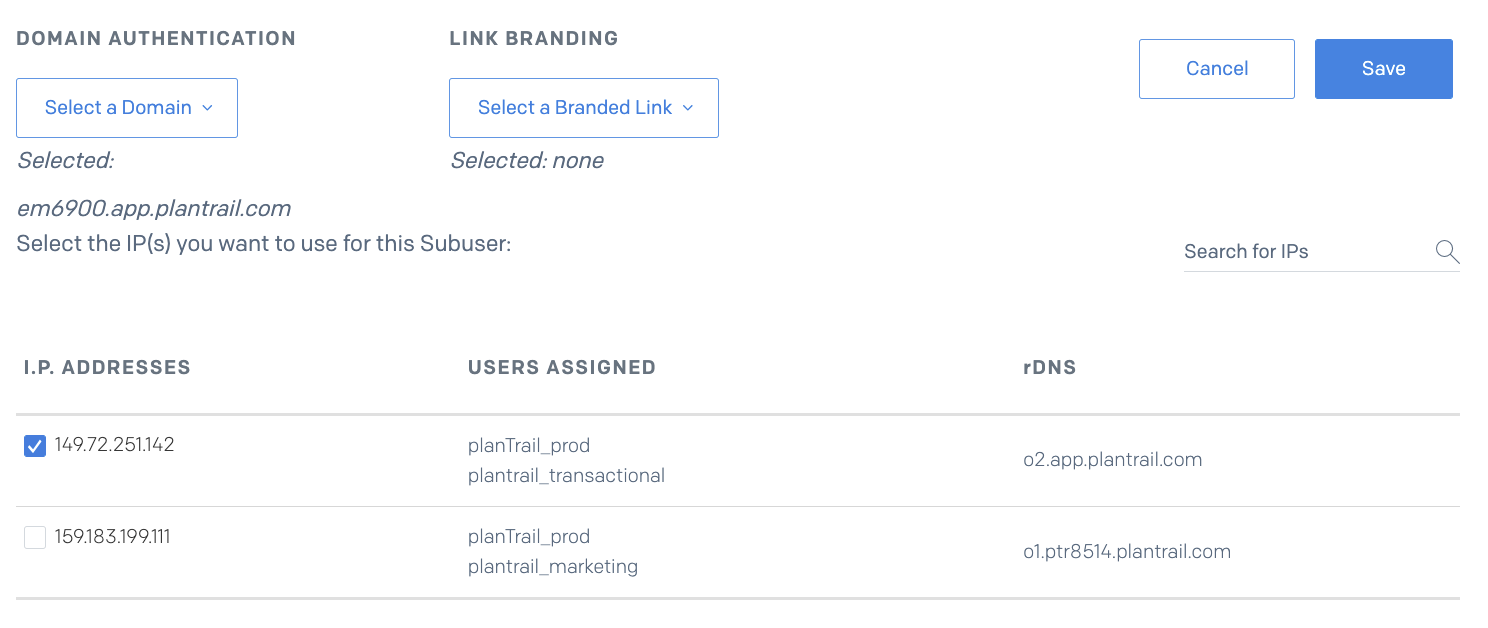 DOMAIN AUTHENTICATION
LINK BRANDING
Cancel
Save
Select a Domain
Select a Branded Link
Selected:
Selected: none
em6900.app.plantrail.com
Select the IP(s) you want to use for this Subuser:
Search for IPs
I.P. ADDRESSES
USERS ASSIGNED
rDNS
149.72.251.142
planTrail_prod
plantrail_transactional
o2.app.plantrail.com
159.183.199.111
planTrail_prod
plantrail_marketing
o1.ptr8514.plantrail.com